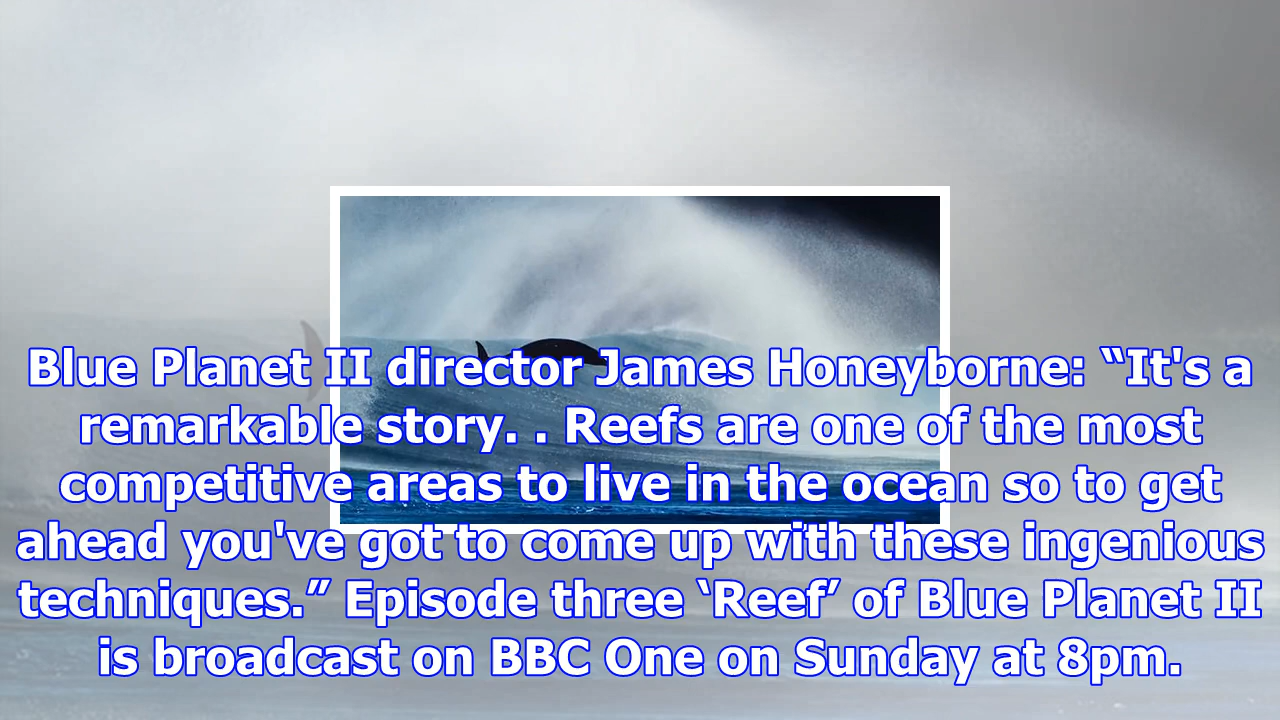 Blue Planet II director James Honeyborne: “It's a
remarkable story. . Reefs are one of the most
competitive areas to live in the ocean so to get
ahead you've got to come up with these ingenious
techniques.” Episode three ‘Reef’ of Blue Planet II
is broadcast on BBC One on Sunday at 8pm.